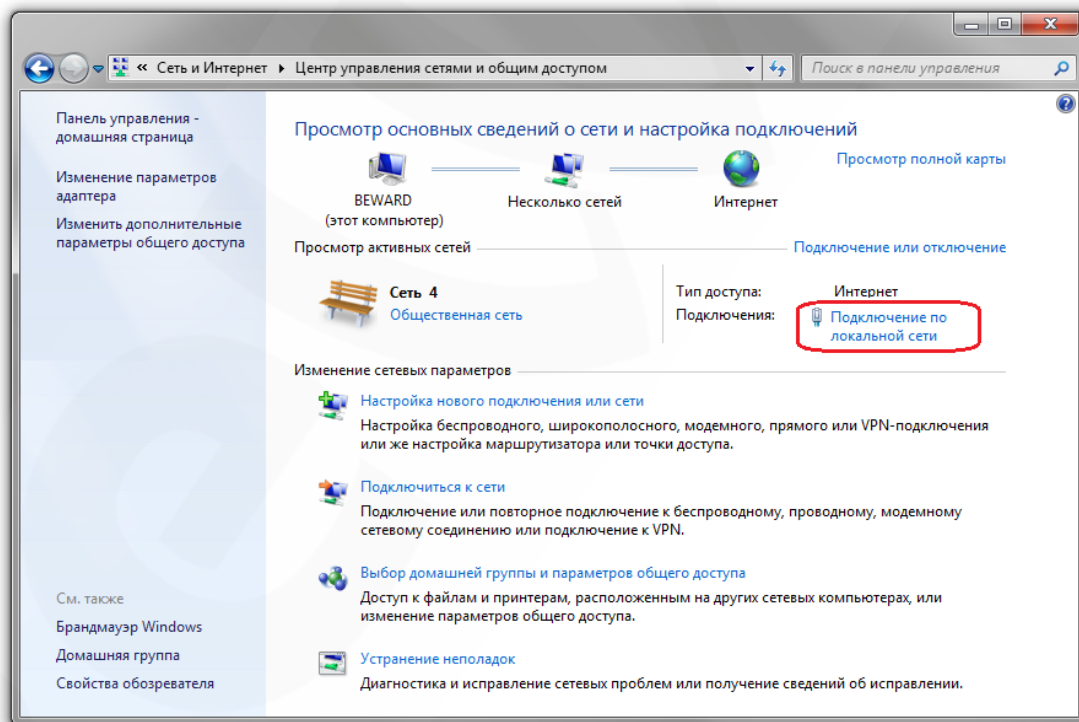 « Сеть и Интернет ▸ Центр управления сетями и общим доступом
Поиск в панели управления
Панель управления -
домашняя страница
Изменение параметров
адаптера
Изменить дополнительные
параметры общего доступа
См. также
Брандмауэр Windows
Домашняя группа
Свойства обозревателя
Просмотр основных сведений о сети и настройка подключений
Просмотр полной карты
BEWARD
(этот компьютер)
Несколько сетей
Интернет
Просмотр активных сетей
Подключение или отключение
Сеть 4
Общественная сеть
Тип доступа: Интернет
Подключения: Подключение по
локальной сети
Изменение сетевых параметров
Настройка нового подключения или сети
Настройка беспроводного, широкополосного, модемного, прямого или VPN-подключения
или же настройка маршрутизатора или точки доступа.
Подключиться к сети
Подключение или повторное подключение к беспроводному, проводному, модемному
сетевому соединению или подключение к VPN.
Выбор домашней группы и параметров общего доступа
Доступ к файлам и принтерам, расположенным на других сетевых компьютерах, или
изменение параметров общего доступа.
Устранение неполадок
Диагностика и исправление сетевых проблем или получение сведений об исправлении.